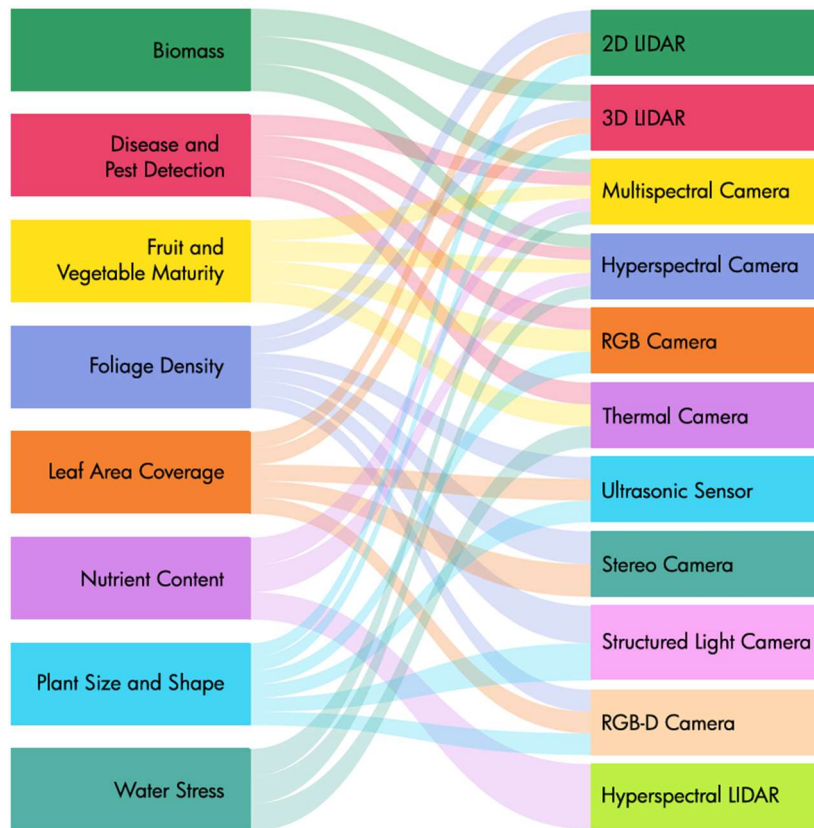 Biomass
Disease and
Pest Detection
Fruit and
Vegetable Maturity
Foliage Density
Leaf Area Coverage
Nutrient Content
Plant Size and Shape
Water Stress
2D LIDAR
3D LIDAR
Multispectral Camera
Hyperspectral Camera
RGB Camera
Thermal Camera
Ultrasonic Sensor
Stereo Camera
Structured Light Camera
RGB-D Camera
Hyperspectral LIDAR